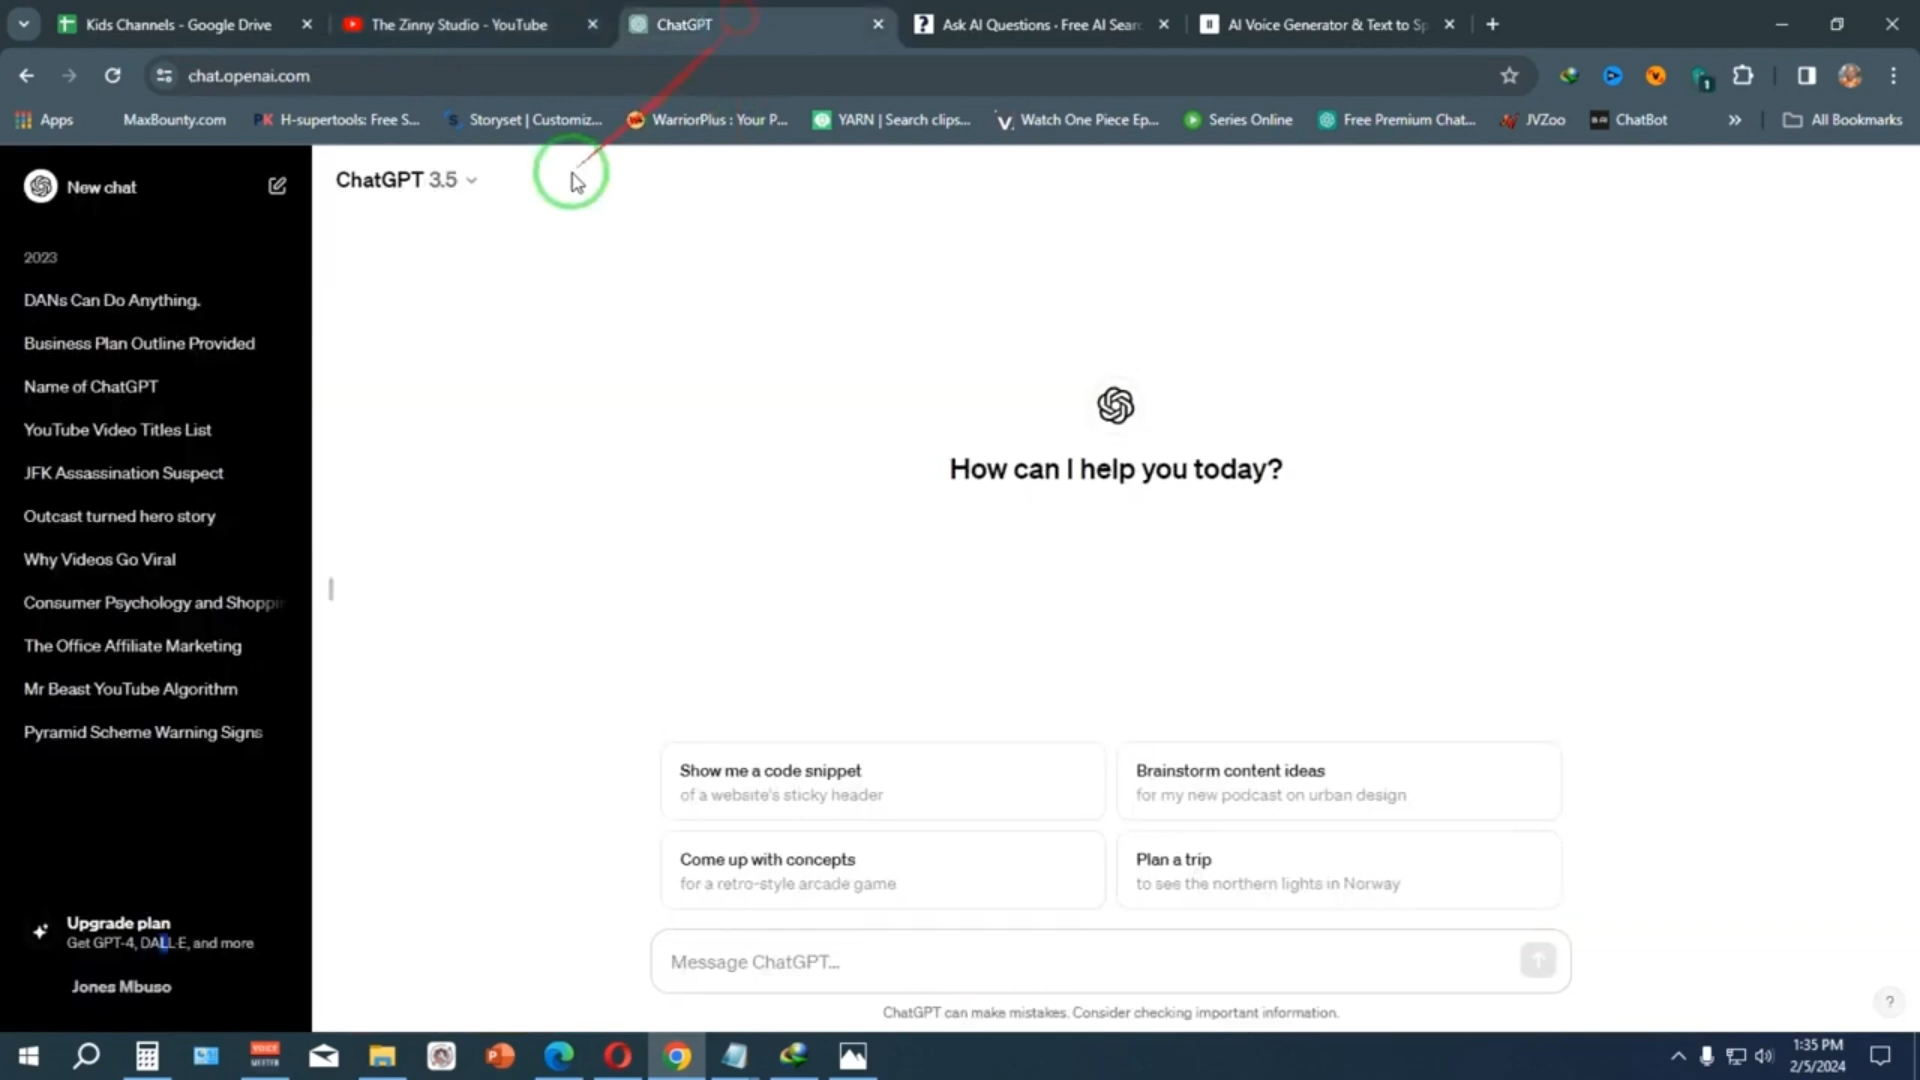 Kids Channels - Google Drive
The Zinny Studio - YouTube
ChatGPT
Ask AI Questions · Free AI Sear
AI Voice Generator & Text to Sp
chat.openai.com
Apps
MaxBounty.com
H-supertools: Free S...
Storyset | Customiz...
WarriorPlus : Your P...
YARN | Search clips...
Watch One Piece Ep...
Series Online
Free Premium Chat...
JVZoo
ChatBot
All Bookmarks
New chat
ChatGPT 3.5
2023
DANs Can Do Anything.
Business Plan Outline Provided
Name of ChatGPT
YouTube Video Titles List
JFK Assassination Suspect
Outcast turned hero story
Why Videos Go Viral
Consumer Psychology and Shoppin
The Office Affiliate Marketing
Mr Beast YouTube Algorithm
Pyramid Scheme Warning Signs
How can I help you today?
Show me a code snippet
of a website's sticky header
Brainstorm content ideas
for my new podcast on urban design
Come up with concepts
for a retro-style arcade game
Plan a trip
to see the northern lights in Norway
Upgrade plan
Get GPT-4, DALL·E, and more
Jones Mbuso
Message ChatGPT...
ChatGPT can make mistakes. Consider checking important information.
?
VOICE
MEETER
1:35 PM
2/5/2024